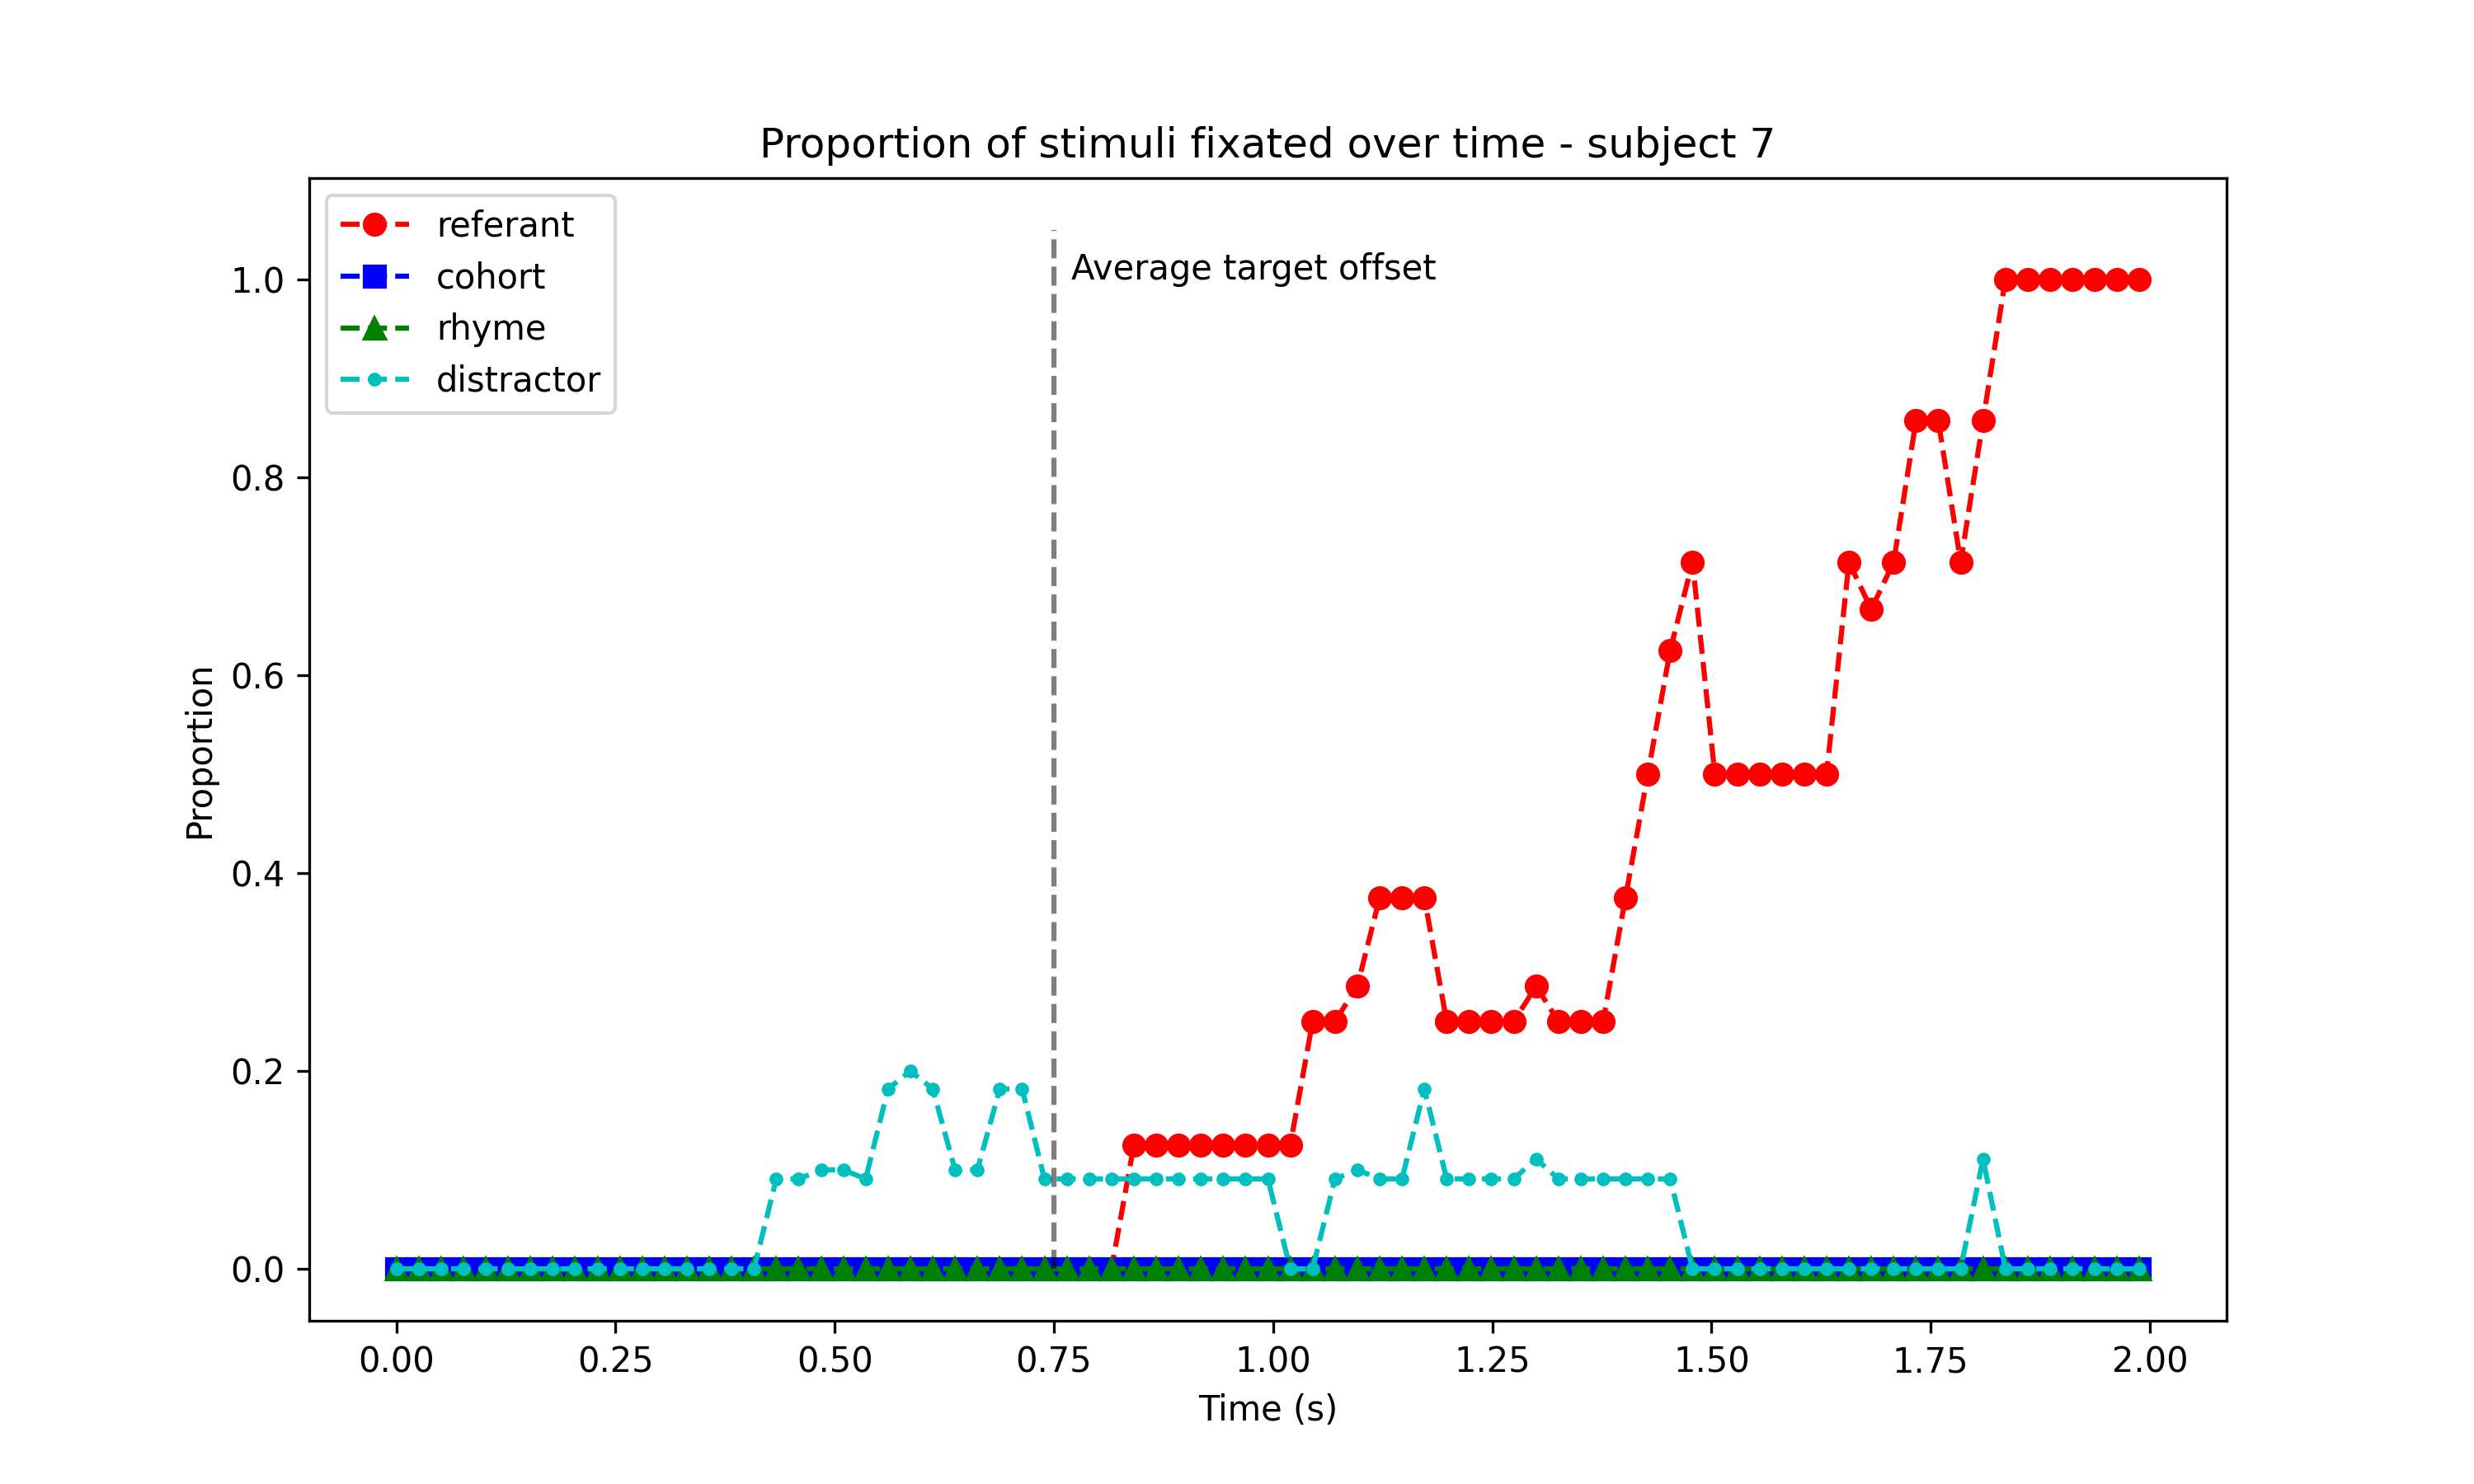 Proportion of stimuli fixated over time - subject 7
referant
cohort
rhyme
distractor
Average target offset
1.0
0.8
0.6
0.4
0.2
0.0
Proportion
0.00 0.25 0.50 0.75 1.00 1.25 1.50 1.75 2.00
Time (s)